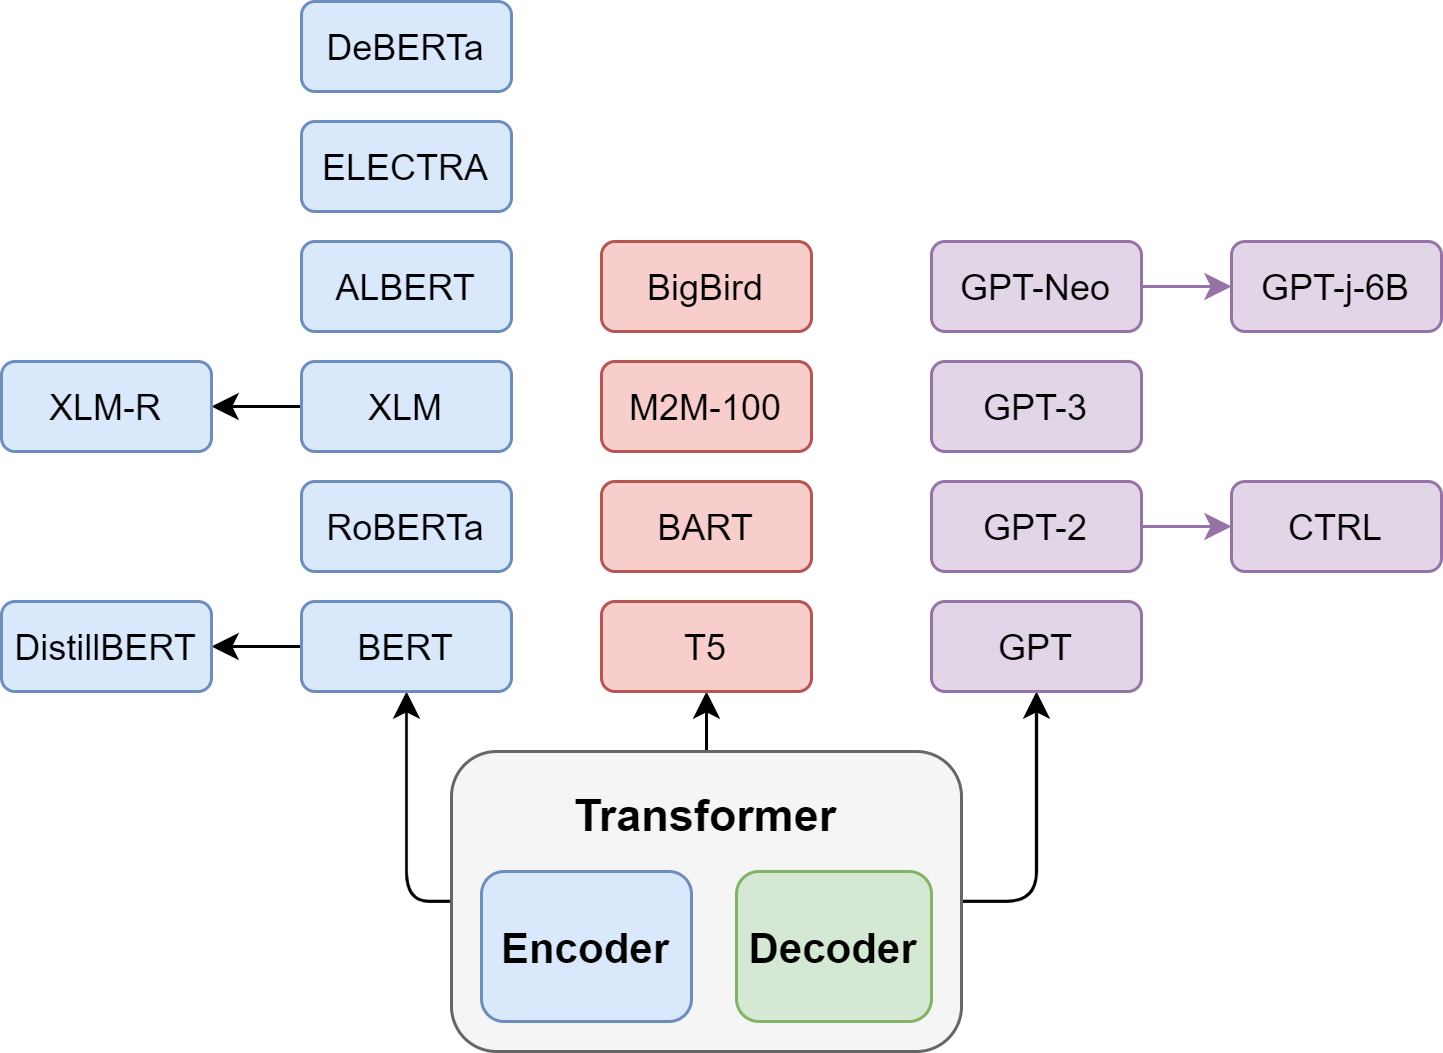 DeBERTa
ELECTRA
ALBERT
BigBird
GPT-Neo
GPT-j-6B
XLM-R
XLM
M2M-100
GPT-3
RoBERTa
BART
GPT-2
CTRL
DistillBERT
BERT
T5
GPT
Transformer
Encoder
Decoder